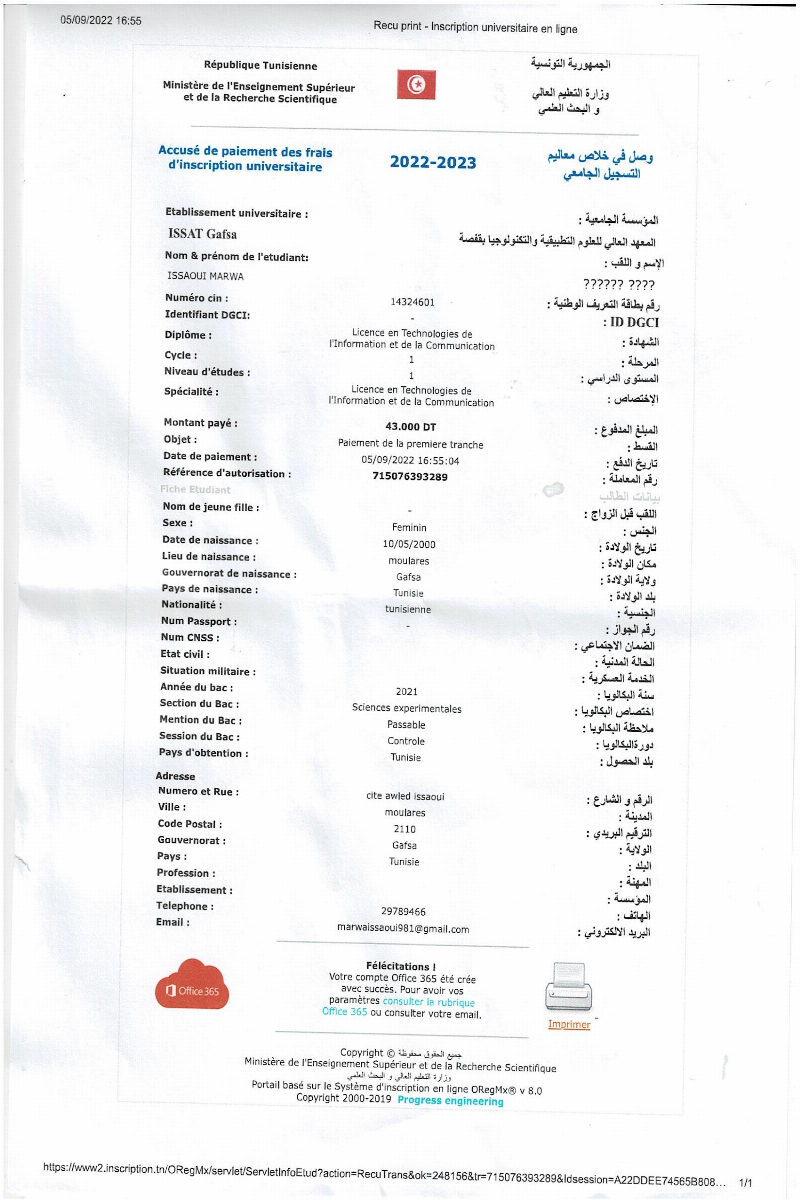 05/09/2022 16:55
Recu print - Inscription universitaire en ligne
République Tunisienne
الجمهورية التونسية
Ministère de l'Enseignement Supérieur
et de la Recherche Scientifique
وزارة التعليم العالي
و البحث العلمي
Accusé de paiement des frais
d'inscription universitaire
2022-2023
وصل في خلاص معاليم
التسجيل الجامعي
Etablissement universitaire :
المؤسسة الجامعية :
ISSAT Gafsa
المعهد العالي للعلوم التطبيقية والتكنولوجيا بقفصة
Nom & prénom de l'etudiant:
الإسم و اللقب :
ISSAOUI MARWA
?????? ????
Numéro cin : 14324601 رقم بطاقة التعريف الوطنية :
Identifiant DGCI: - ID DGCI :
Diplôme : Licence en Technologies de
l'Information et de la Communication الشهادة :
Cycle : 1 المرحلة :
Niveau d'études : 1 المستوى الدراسي :
Spécialité : Licence en Technologies de
l'Information et de la Communication الإختصاص :
Montant payé : 43.000 DT المبلغ المدفوع :
Objet : Paiement de la premiere tranche القسط :
Date de paiement : 05/09/2022 16:55:04 تاريخ الدفع :
Référence d'autorisation : 715076393289 رقم المعاملة :
Fiche Etudiant بيانات الطالب
Nom de jeune fille : - اللقب قبل الزواج :
Sexe : Feminin الجنس :
Date de naissance : 10/05/2000 تاريخ الولادة :
Lieu de naissance : moulares مكان الولادة :
Gouvernorat de naissance : Gafsa ولاية الولادة :
Pays de naissance : Tunisie بلد الولادة :
Nationalité : tunisienne الجنسية :
Num Passport : - رقم الجواز :
Num CNSS : الضمان الاجتماعي :
Etat civil : الحالة المدنية :
Situation militaire : الخدمة العسكرية :
Année du bac : 2021 سنة البكالويا :
Section du Bac : Sciences experimentales اختصاص البكالويا :
Mention du Bac : Passable ملاحظة البكالويا :
Session du Bac : Controle دورةالبكالويا :
Pays d'obtention : Tunisie بلد الحصول :
Adresse
Numero et Rue : cite awled issaoui الرقم و الشارع :
Ville : moulares المدينة :
Code Postal : 2110 الترقيم البريدي :
Gouvernorat : Gafsa الولاية :
Pays : Tunisie البلد :
Profession : المهنة :
Etablissement : المؤسسة :
Telephone : 29789466 الهاتف :
Email : marwaissaoui981@gmail.com البريد الالكتروني :
Office 365
Félécitations !
Votre compte Office 365 été crée
avec succès. Pour avoir vos
paramètres consulter la rubrique
Office 365 ou consulter votre email.
Imprimer
Copyright © جميع الحقوق محفوظة
Ministère de l'Enseignement Supérieur et de la Recherche Scientifique
وزارة التعليم العالي و البحث العلمي
Portail basé sur le Système d'inscription en ligne ORegMx® v 8.0
Copyright 2000-2019 Progress engineering
https://www2.inscription.tn/ORegMx/servlet/ServletInfoEtud?action=RecuTrans&ok=248156&tr=715076393289&Idsession=A22DDEE74565B808... 1/1